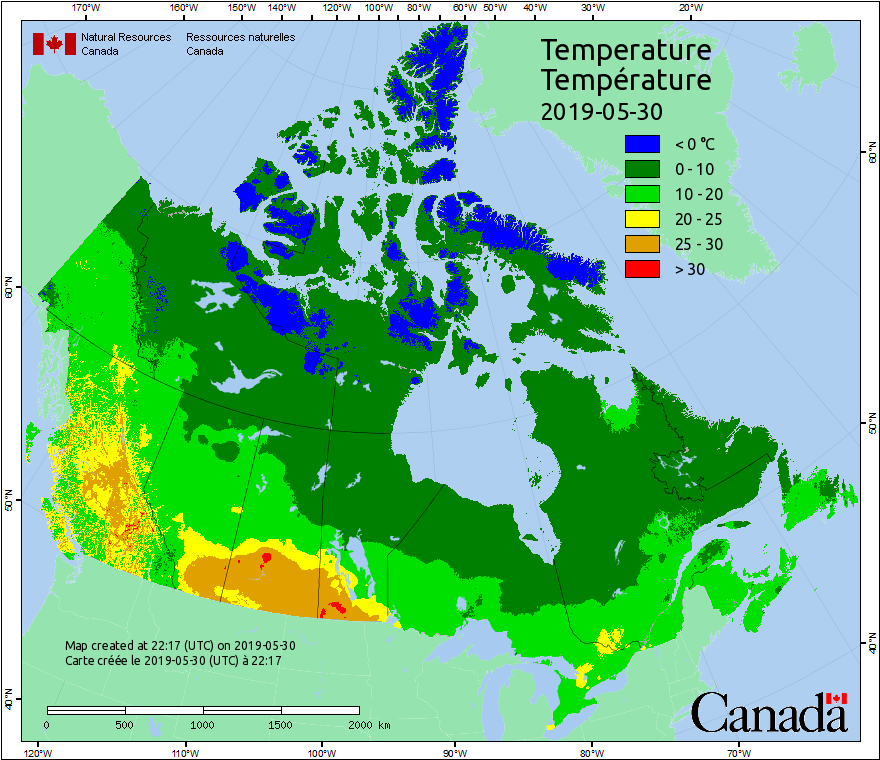 170°W 160°W 150°W 140°W 130°W 120°W 110°W 100°W 90°W 80°W 70°W 60°W 50°W 40°W 30°W 20°W
Natural Resources Canada
Ressources naturelles Canada
Temperature
Température
2019-05-30
< 0 °C
0 - 10
10 - 20
20 - 25
25 - 30
> 30
60°N
60°N
50°N
50°N
40°N
40°N
Map created at 22:17 (UTC) on 2019-05-30
Carte créée le 2019-05-30 (UTC) à 22:17
0 500 1000 1500 2000 km
Canada
120°W 110°W 100°W 90°W 80°W 70°W